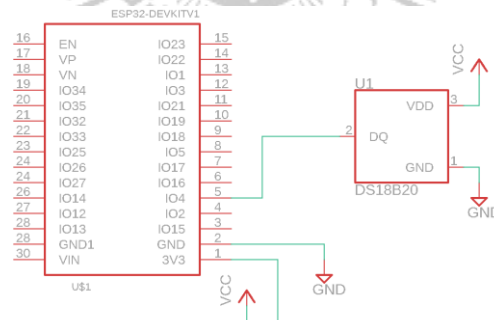 ESP32-DEVKITV1
16 EN IO23 15
17 VP IO22 14
18 VN IO1 13
19 IO34 IO3 12
20 IO35 IO21 11
21 IO32 IO19 10
22 IO33 IO18 9
23 IO25 IO5 8
24 IO26 IO17 7
24 IO27 IO16 6
26 IO14 IO4 5
27 IO12 IO2 4
28 IO13 IO15 3
28 GND1 GND 2
30 VIN 3V3 1
U$1
VCC
GND
U1
VDD 3
2 DQ
GND 1
DS18B20
VCC
GND